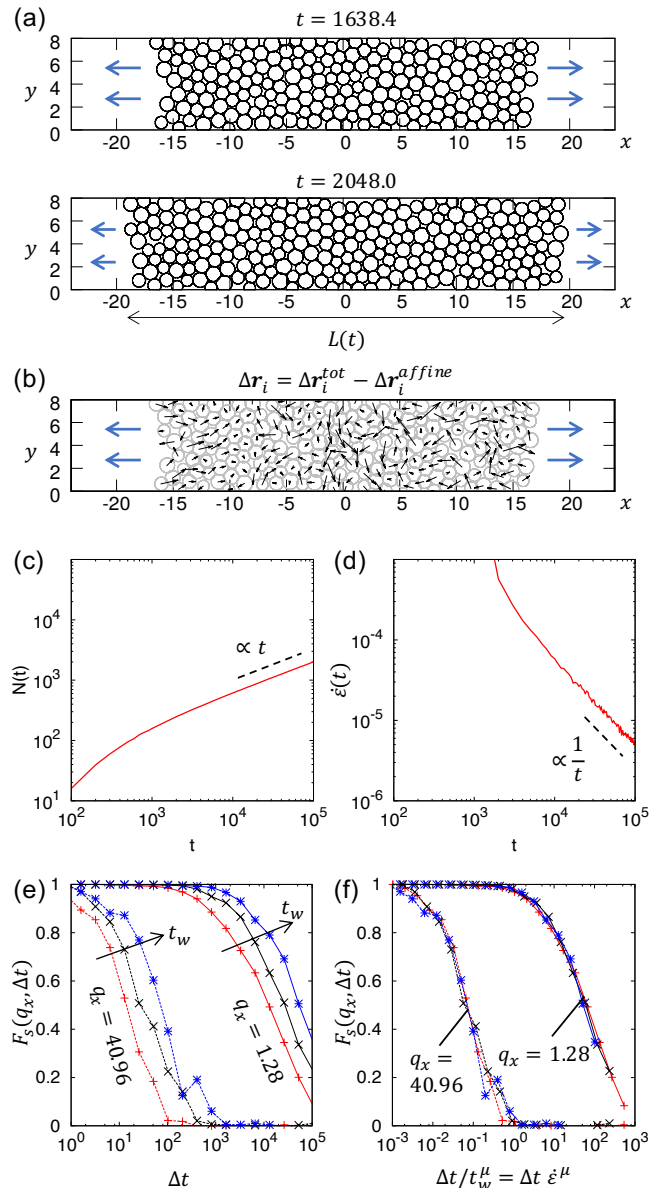 (a)
t = 1638.4
8
6
4
2
0
y
-20 -15 -10 -5 0 5 10 15 20 x
t = 2048.0
8
6
4
2
0
y
-20 -15 -10 -5 0 5 10 15 20 x
L(t)
(b)
Δr_i = Δr_i^{tot} − Δr_i^{affine}
8
6
4
2
0
y
-20 -15 -10 -5 0 5 10 15 20 x
(c)
10^4
10^3
10^2
10^1
N(t)
∝ t
10^2 10^3 10^4 10^5
t
(d)
10^{-4}
10^{-5}
10^{-6}
ε̇(t)
∝ 1/t
10^2 10^3 10^4 10^5
t
(e)
1
0.8
0.6
0.4
0.2
0
F_s(q_x, Δt)
t_w
t_w
q_x = 40.96
q_x = 1.28
10^0 10^1 10^2 10^3 10^4 10^5
Δt
(f)
1
0.8
0.6
0.4
0.2
0
F_s(q_x, Δt)
q_x =
40.96
q_x = 1.28
10^{-3} 10^{-2} 10^{-1} 10^0 10^1 10^2 10^3
Δt/t_w^μ = Δt ε̇^μ